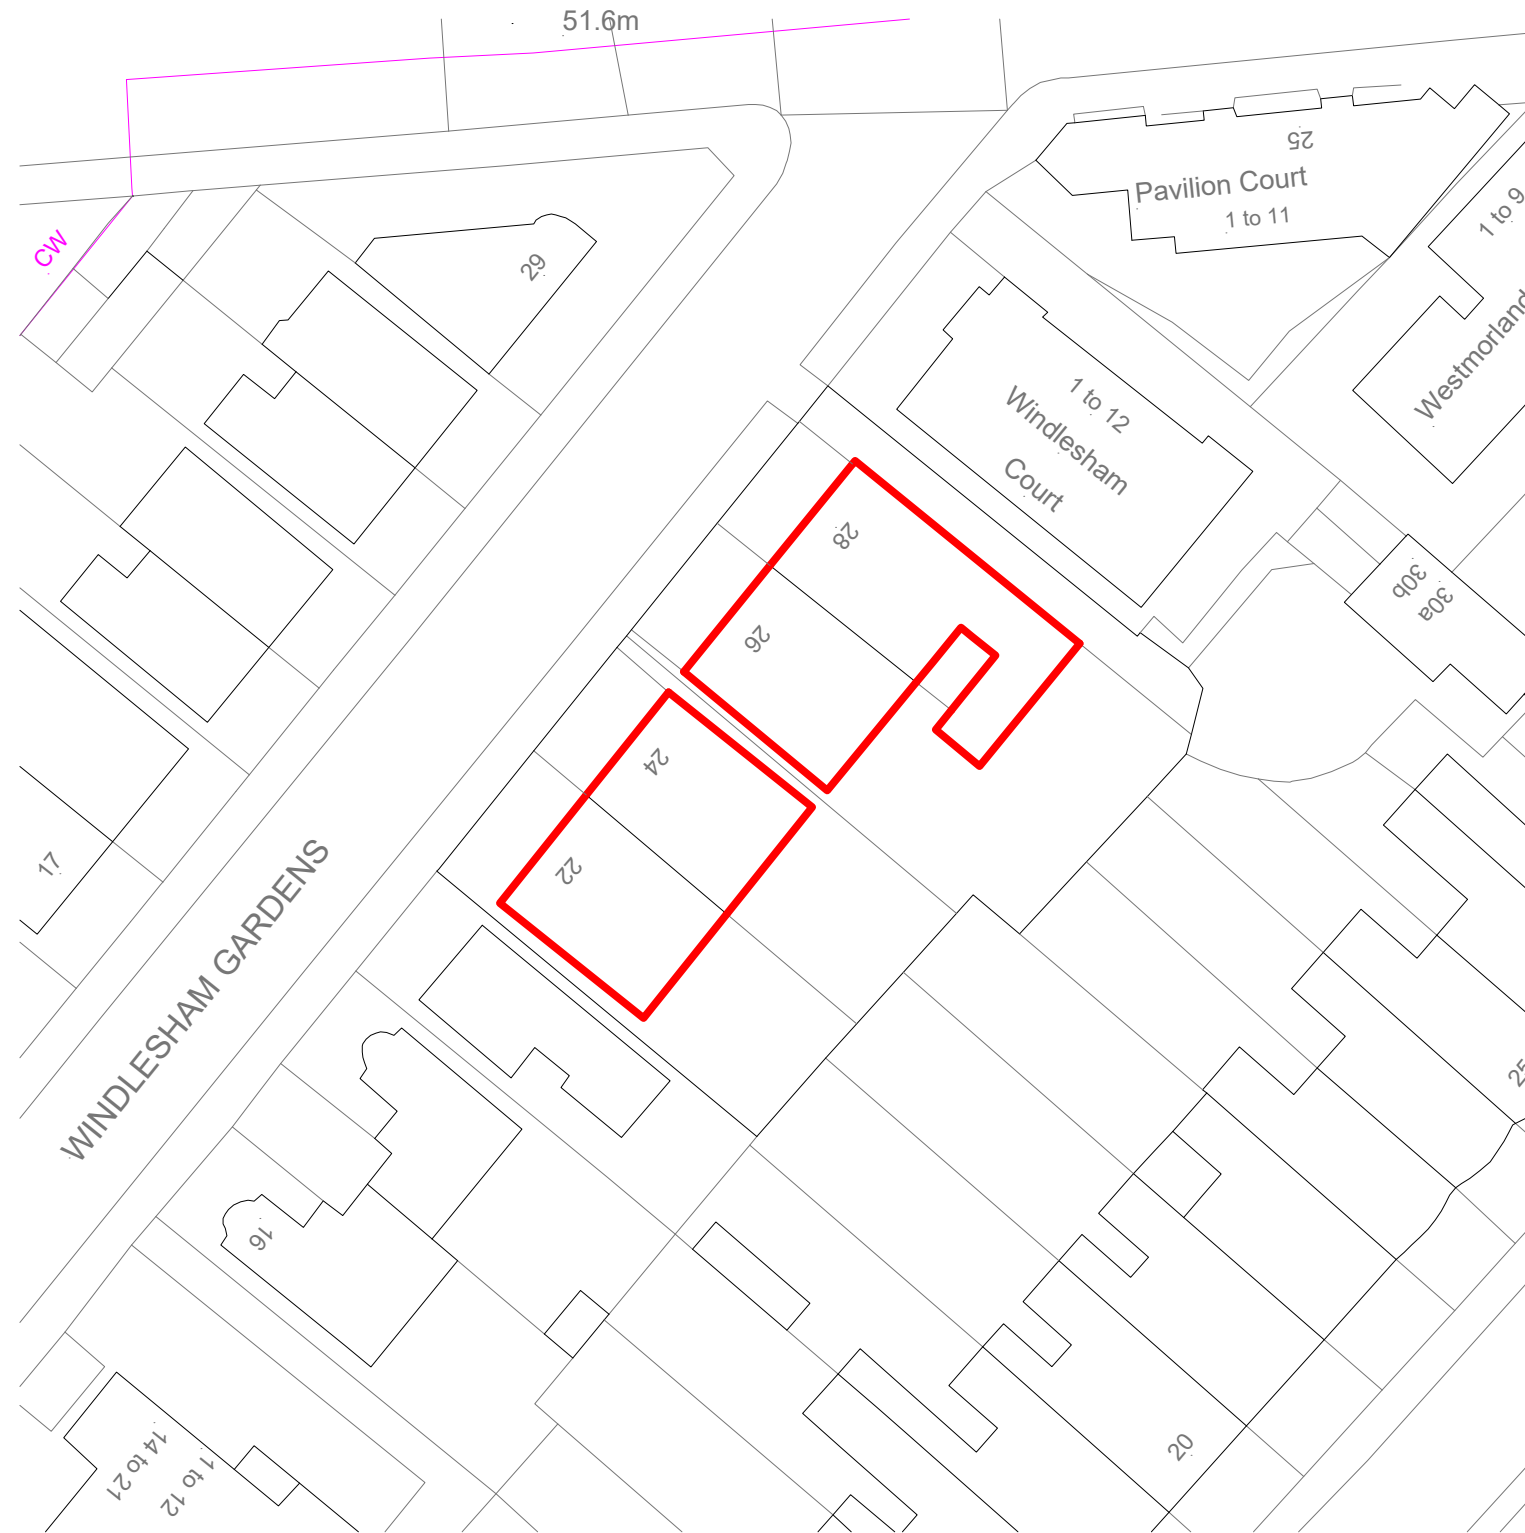 51.6m
25
Pavilion Court
1 to 11
1 to 9
Westmorland
CW
29
1 to 12
Windlesham
Court
28
26
30b
30a
24
22
17
WINDLESHAM GARDENS
25
16
20
14 to 21
1 to 12